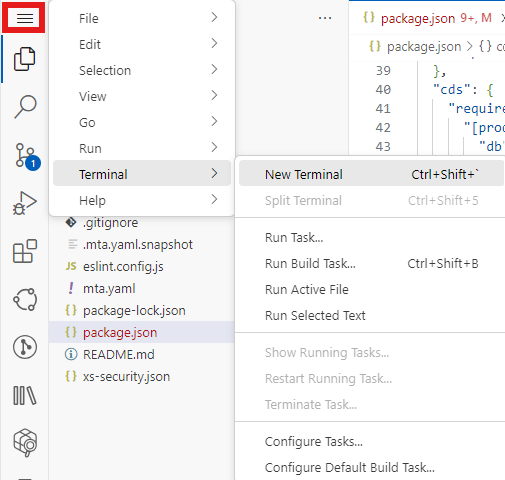 File
Edit
Selection
View
Go
Run
Terminal
Help
1
.gitignore
.mta.yaml.snapshot
JS eslint.config.js
! mta.yaml
{} package-lock.json
{} package.json
README.md
{} xs-security.json
...
{} package.json 9+, M
{} package.json > {}
39 },
40 "cds": {
41 "require
42 "[prod
43 "db"
New Terminal Ctrl+Shift+`
Split Terminal Ctrl+Shift+5
Run Task...
Run Build Task... Ctrl+Shift+B
Run Active File
Run Selected Text
Show Running Tasks...
Restart Running Task...
Terminate Task...
Configure Tasks...
Configure Default Build Task...